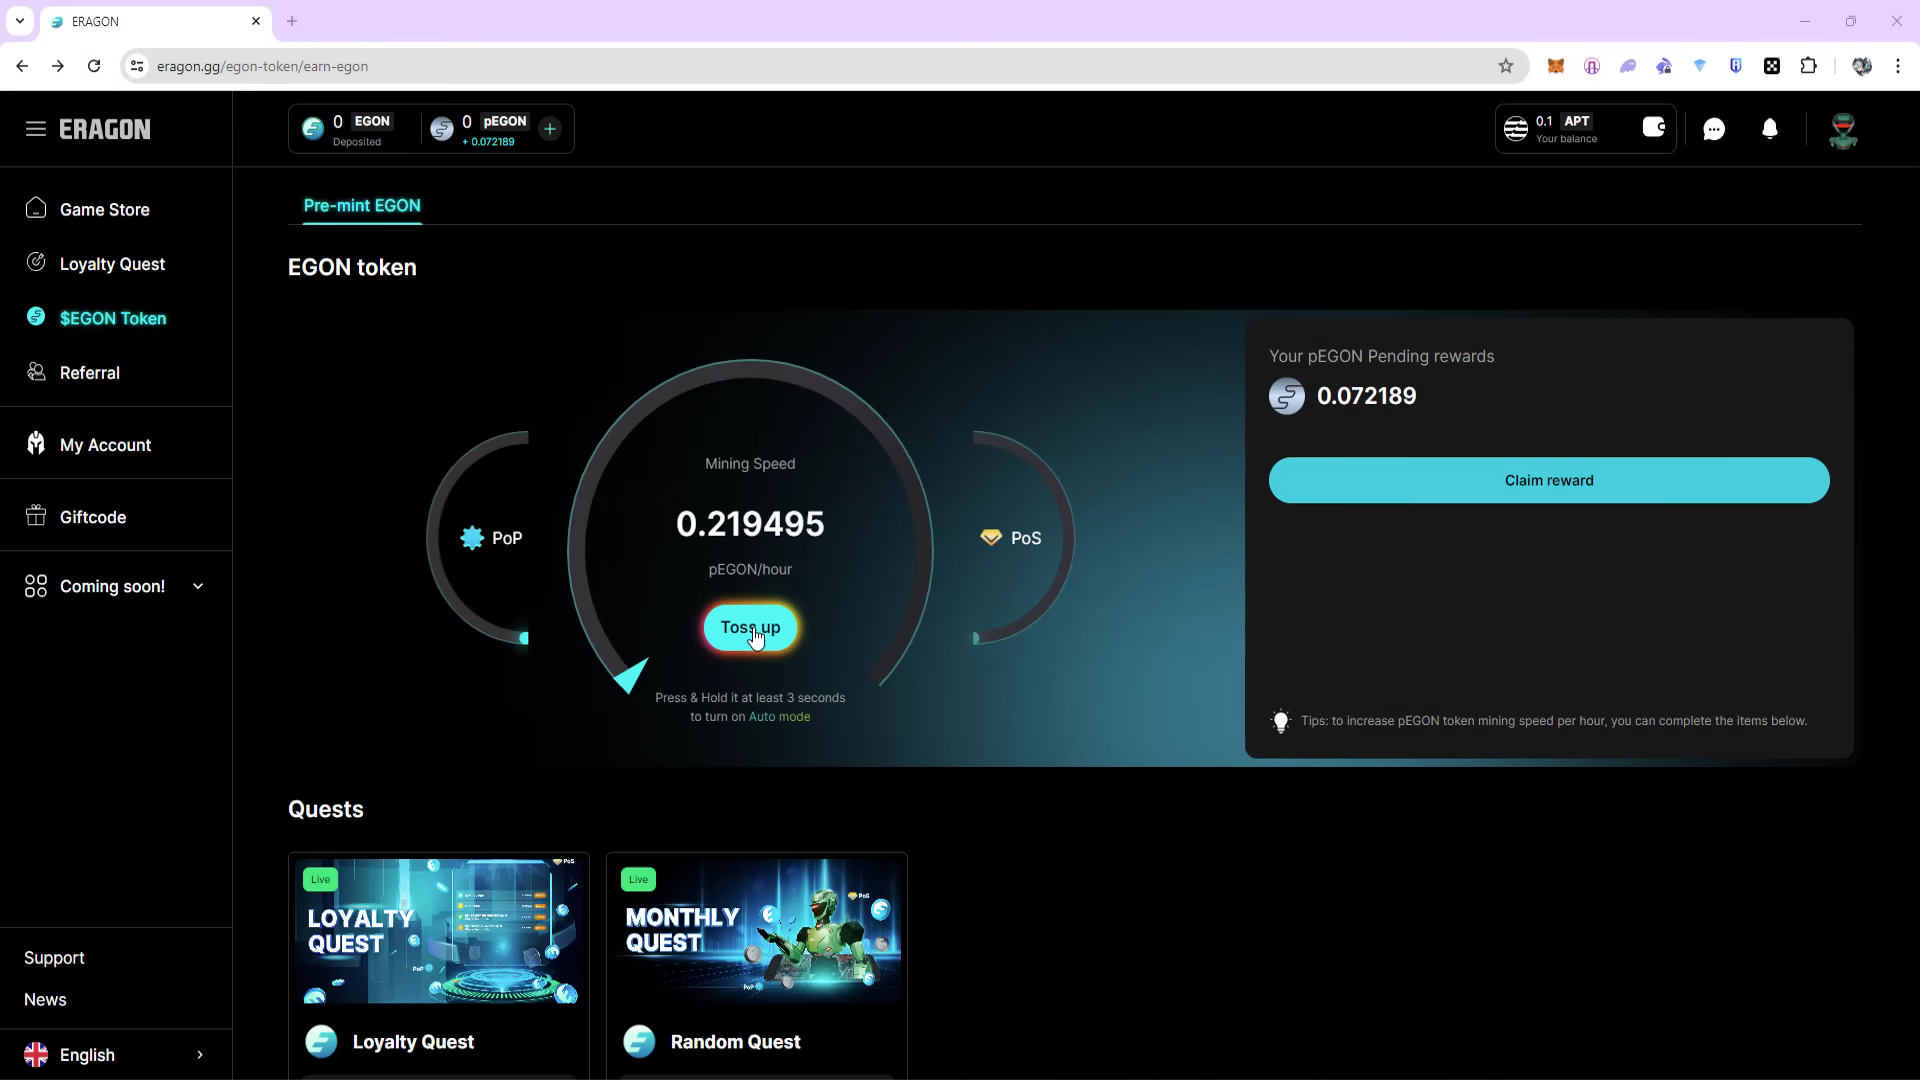 ERAGON
eragon.gg/egon-token/earn-egon
ERAGON
0 EGON
Deposited
0 pEGON
+ 0.072189
0.1 APT
Your balance
Game Store
Loyalty Quest
$EGON Token
Referral
My Account
Giftcode
Coming soon!
Support
News
English
Pre-mint EGON
EGON token
PoP
Mining Speed
0.219495
pEGON/hour
Toss up
Press & Hold it at least 3 seconds
to turn on Auto mode
PoS
Your pEGON Pending rewards
0.072189
Claim reward
Tips: to increase pEGON token mining speed per hour, you can complete the items below.
Quests
Live
PoS
LOYALTY
QUEST
PoP
Loyalty Quest
Live
PoS
MONTHLY
QUEST
PoP
Random Quest